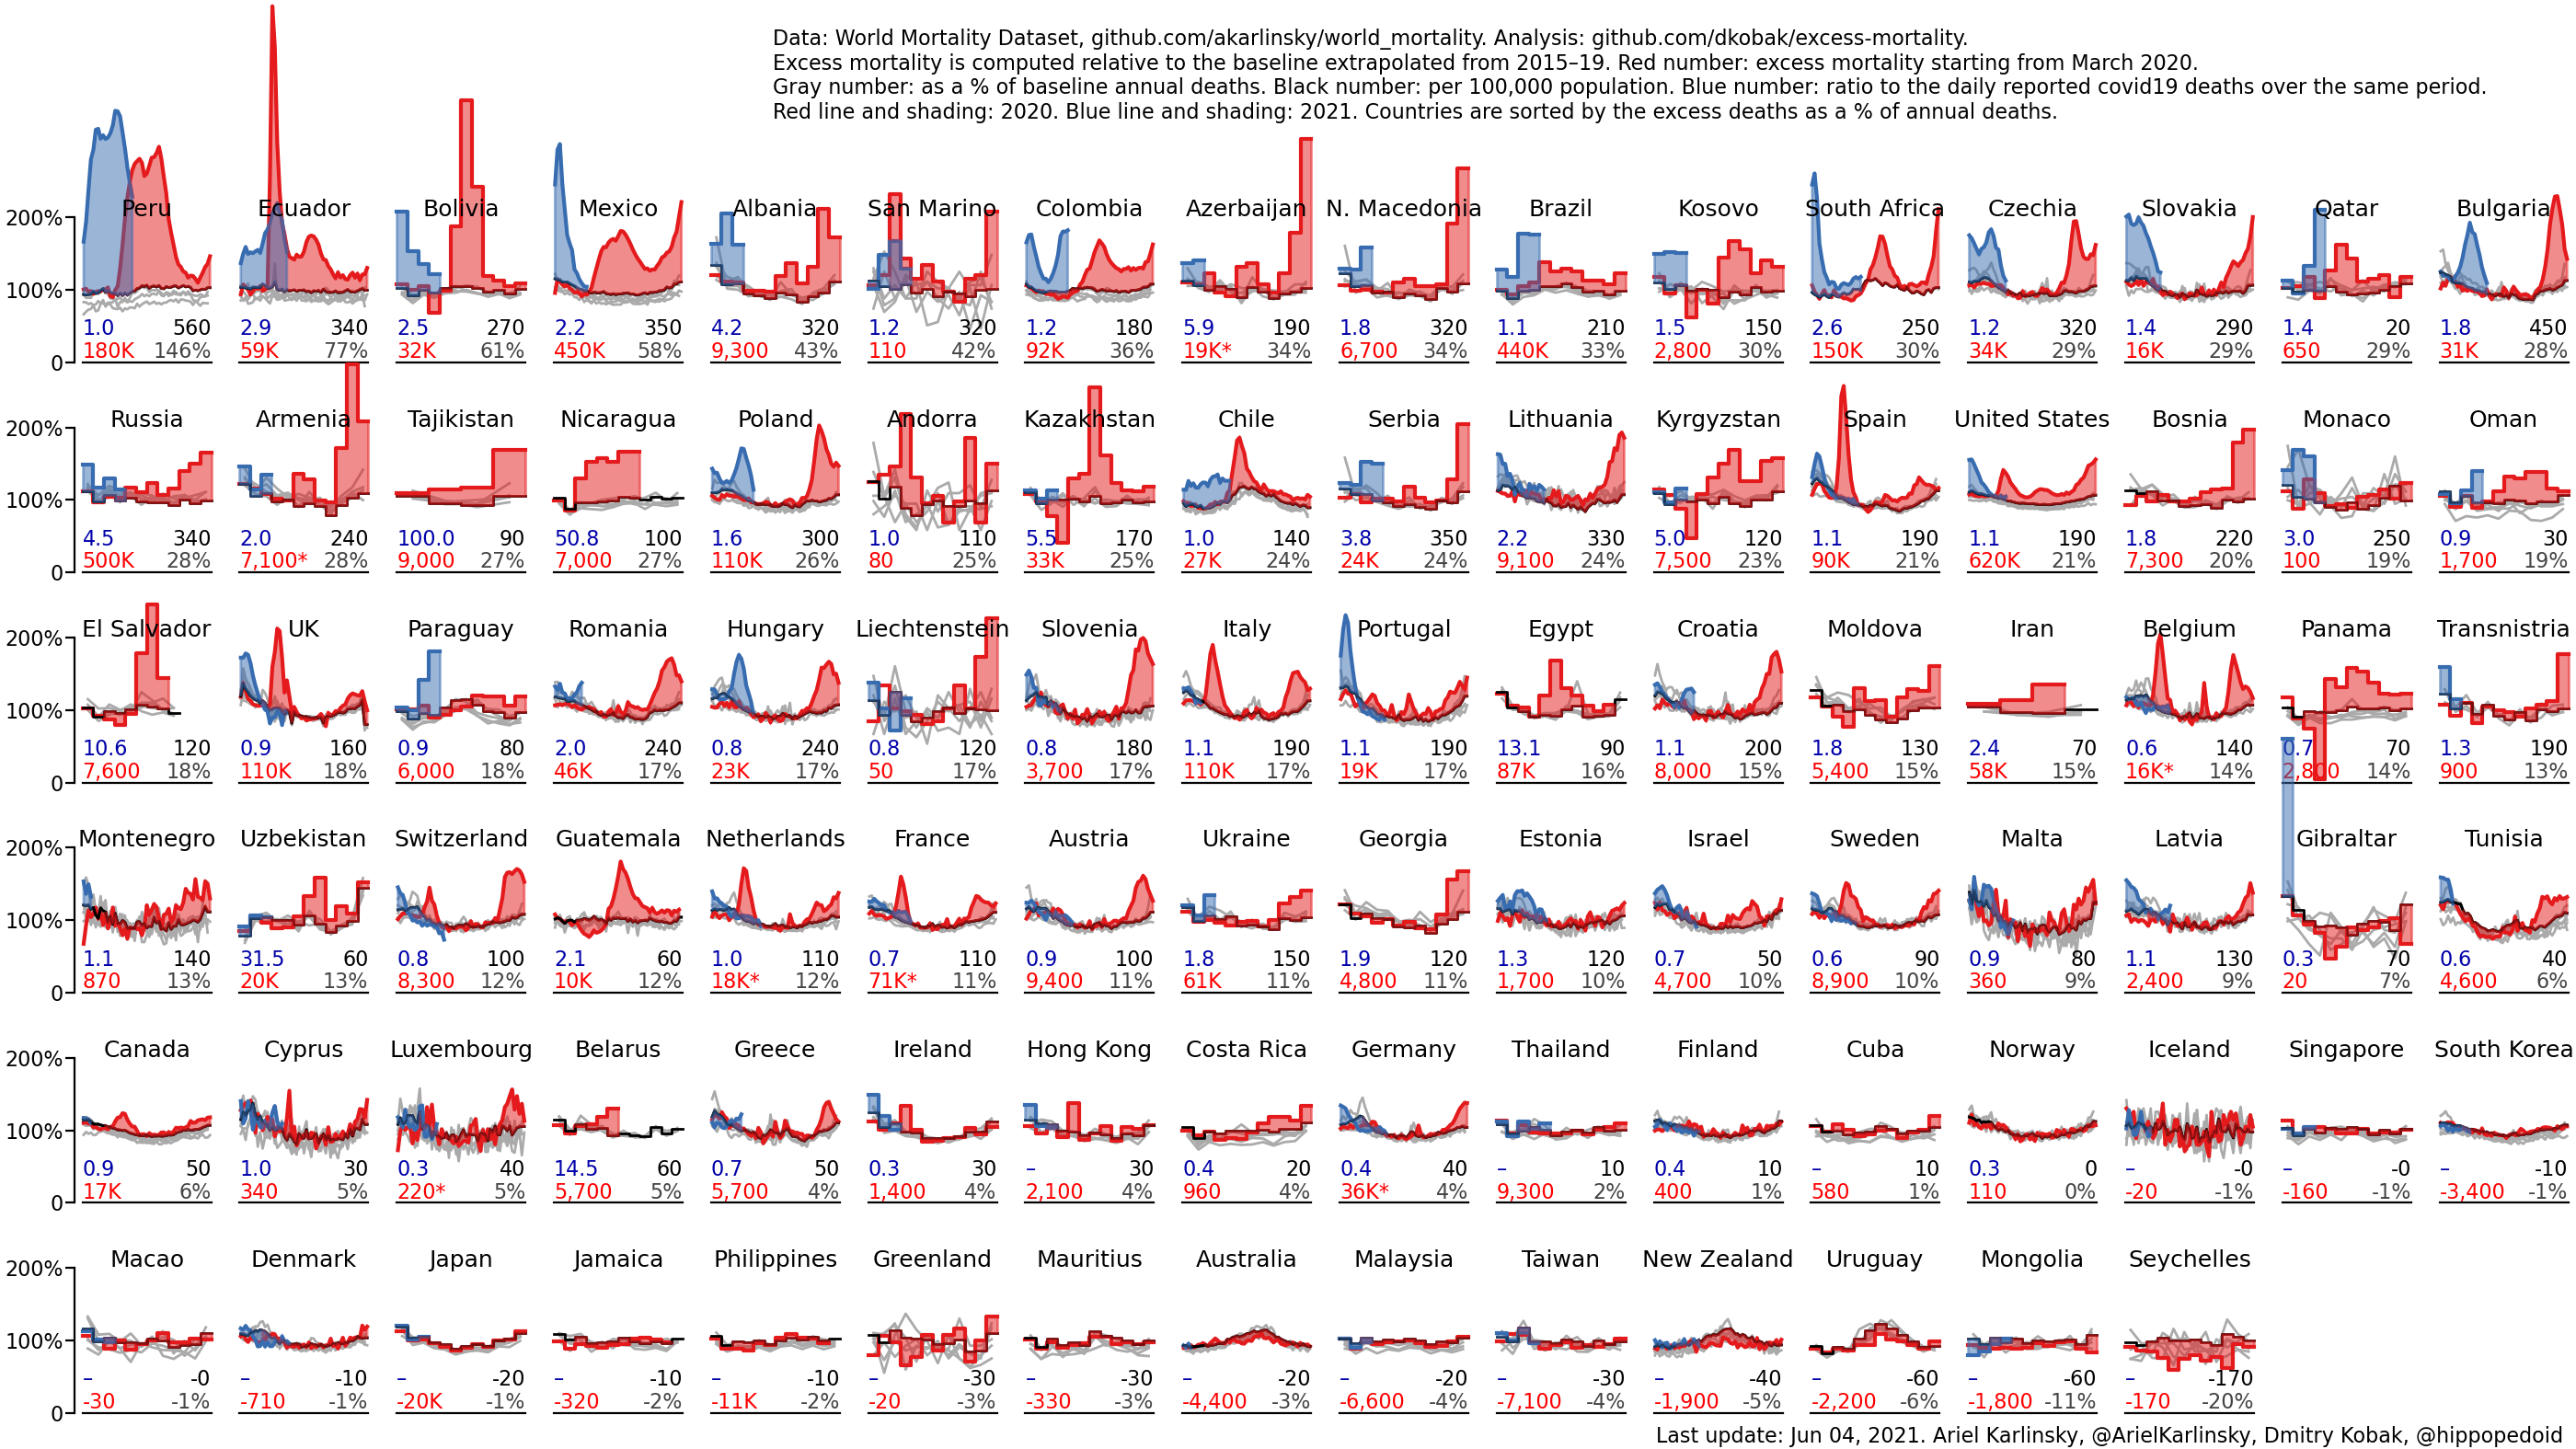 Data: World Mortality Dataset, github.com/akarlinsky/world_mortality. Analysis: github.com/dkobak/excess-mortality.
Excess mortality is computed relative to the baseline extrapolated from 2015–19. Red number: excess mortality starting from March 2020.
Gray number: as a % of baseline annual deaths. Black number: per 100,000 population. Blue number: ratio to the daily reported covid19 deaths over the same period.
Red line and shading: 2020. Blue line and shading: 2021. Countries are sorted by the excess deaths as a % of annual deaths.
Peru Ecuador Bolivia Mexico Albania San Marino Colombia Azerbaijan N. Macedonia Brazil Kosovo South Africa Czechia Slovakia Qatar Bulgaria
200%
100%
1.0 560 2.9 340 2.5 270 2.2 350 4.2 320 1.2 320 1.2 180 5.9 190 1.8 320 1.1 210 1.5 150 2.6 250 1.2 320 1.4 290 1.4 20 1.8 450
180K 146% 59K 77% 32K 61% 450K 58% 9,300 43% 110 42% 92K 36% 19K* 34% 6,700 34% 440K 33% 2,800 30% 150K 30% 34K 29% 16K 29% 650 29% 31K 28%
0
Russia Armenia Tajikistan Nicaragua Poland Andorra Kazakhstan Chile Serbia Lithuania Kyrgyzstan Spain United States Bosnia Monaco Oman
200%
100%
4.5 340 2.0 240 100.0 90 50.8 100 1.6 300 1.0 110 5.5 170 1.0 140 3.8 350 2.2 330 5.0 120 1.1 190 1.1 190 1.8 220 3.0 250 0.9 30
500K 28% 7,100* 28% 9,000 27% 7,000 27% 110K 26% 80 25% 33K 25% 27K 24% 24K 24% 9,100 24% 7,500 23% 90K 21% 620K 21% 7,300 20% 100 19% 1,700 19%
0
El Salvador UK Paraguay Romania Hungary Liechtenstein Slovenia Italy Portugal Egypt Croatia Moldova Iran Belgium Panama Transnistria
200%
100%
10.6 120 0.9 160 0.9 80 2.0 240 0.8 240 0.8 120 0.8 180 1.1 190 1.1 190 13.1 90 1.1 200 1.8 130 2.4 70 0.6 140 0.7 70 1.3 190
7,600 18% 110K 18% 6,000 18% 46K 17% 23K 17% 50 17% 3,700 17% 110K 17% 19K 17% 87K 16% 8,000 15% 5,400 15% 58K 15% 16K* 14% 2,800 14% 900 13%
0
Montenegro Uzbekistan Switzerland Guatemala Netherlands France Austria Ukraine Georgia Estonia Israel Sweden Malta Latvia Gibraltar Tunisia
200%
100%
1.1 140 31.5 60 0.8 100 2.1 60 1.0 110 0.7 110 0.9 100 1.8 150 1.9 120 1.3 120 0.7 50 0.6 90 0.9 80 1.1 130 0.3 70 0.6 40
870 13% 20K 13% 8,300 12% 10K 12% 18K* 12% 71K* 11% 9,400 11% 61K 11% 4,800 11% 1,700 10% 4,700 10% 8,900 10% 360 9% 2,400 9% 20 7% 4,600 6%
0
Canada Cyprus Luxembourg Belarus Greece Ireland Hong Kong Costa Rica Germany Thailand Finland Cuba Norway Iceland Singapore South Korea
200%
100%
0.9 50 1.0 30 0.3 40 14.5 60 0.7 50 0.3 30 – 30 0.4 20 0.4 40 – 10 0.4 10 – 10 0.3 0 – -0 – -0 – -10
17K 6% 340 5% 220* 5% 5,700 5% 5,700 4% 1,400 4% 2,100 4% 960 4% 36K* 4% 9,300 2% 400 1% 580 1% 110 0% -20 -1% -160 -1% -3,400 -1%
0
Macao Denmark Japan Jamaica Philippines Greenland Mauritius Australia Malaysia Taiwan New Zealand Uruguay Mongolia Seychelles
200%
100%
– -0 – -10 – -20 – -10 – -10 – -30 – -30 – -20 – -20 – -30 – -40 – -60 – -60 – -170
-30 -1% -710 -1% -20K -1% -320 -2% -11K -2% -20 -3% -330 -3% -4,400 -3% -6,600 -4% -7,100 -4% -1,900 -5% -2,200 -6% -1,800 -11% -170 -20%
0
Last update: Jun 04, 2021. Ariel Karlinsky, @ArielKarlinsky, Dmitry Kobak, @hippopedoid